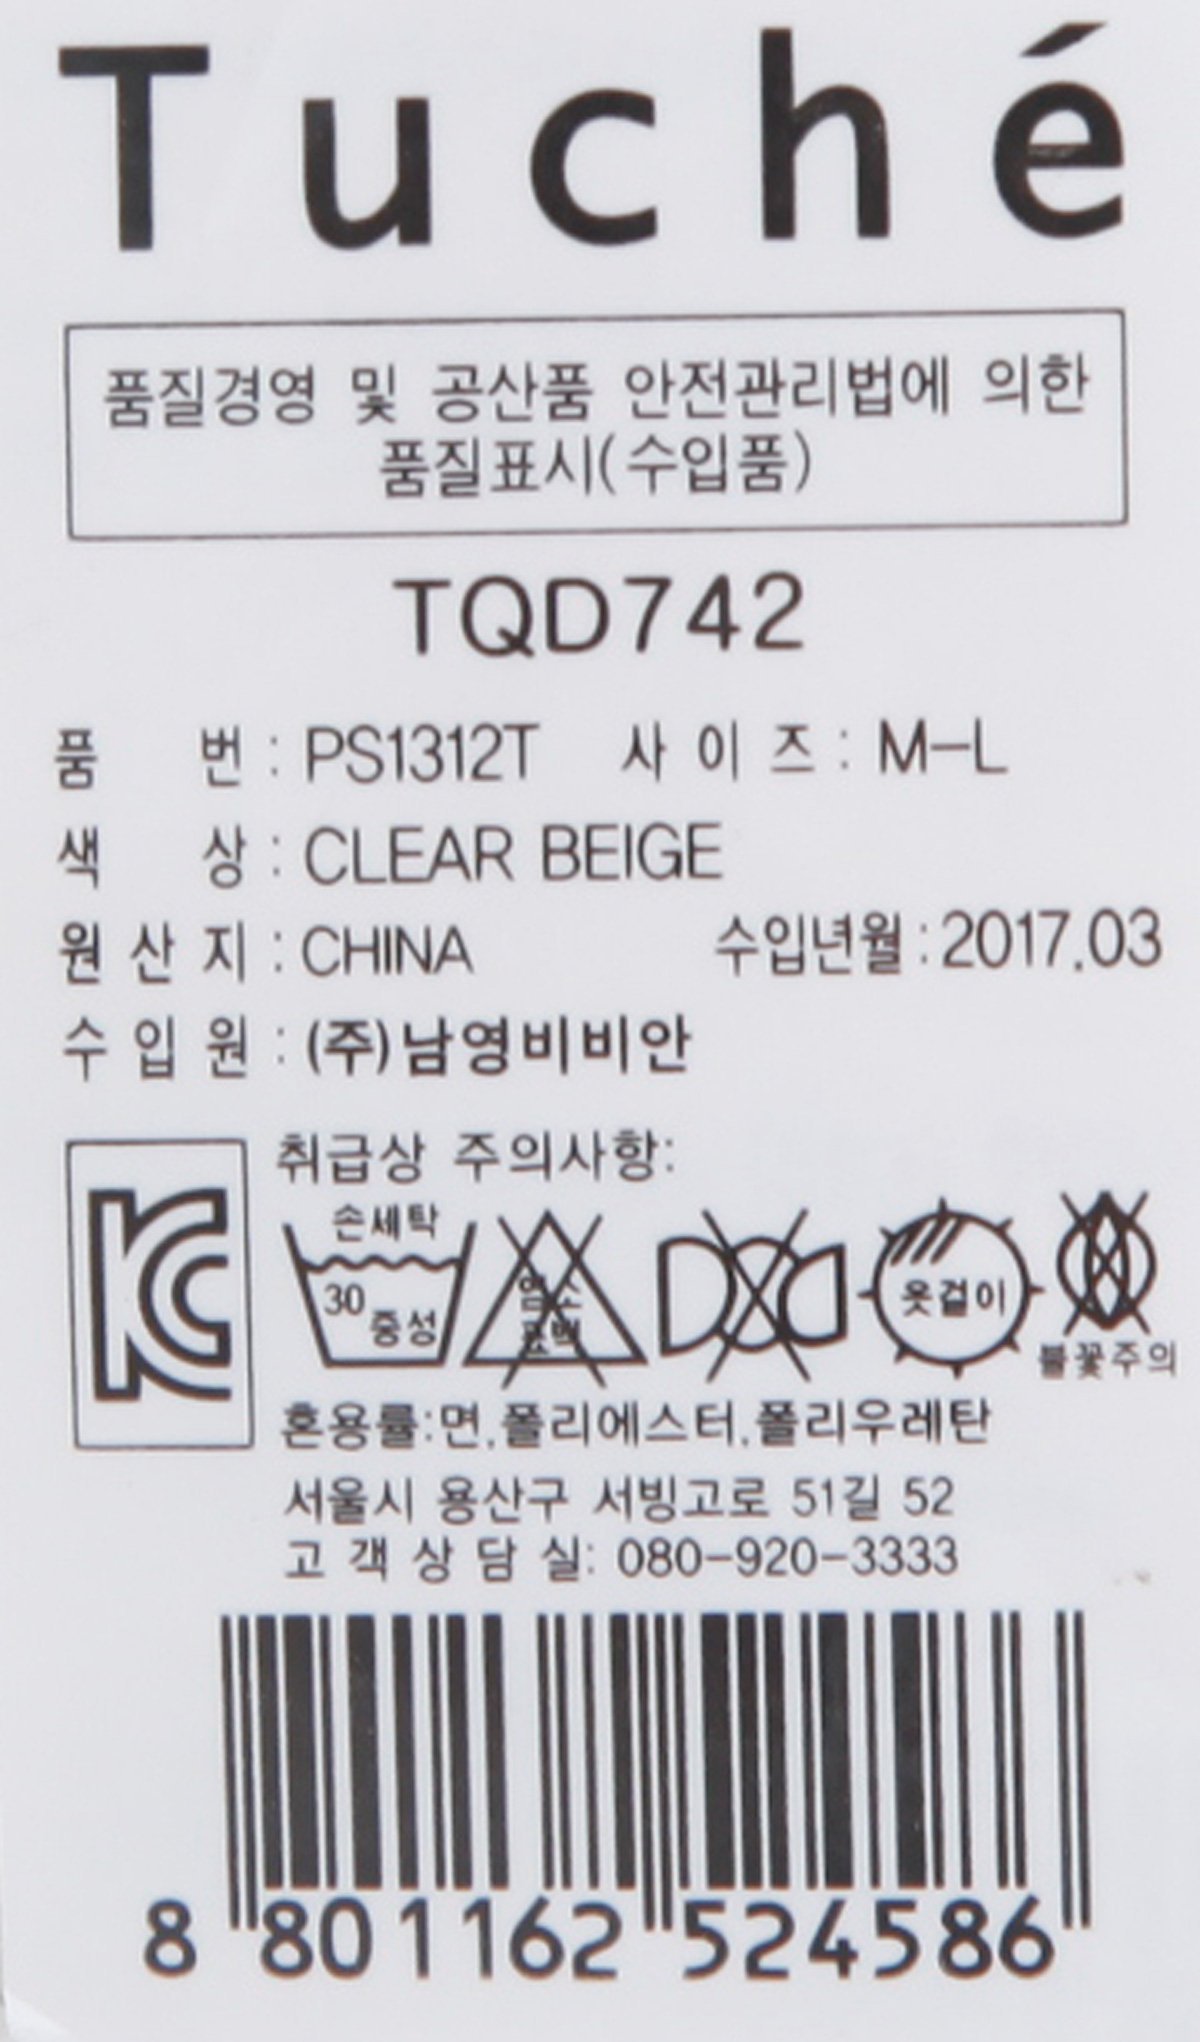 Tuché
품질경영 및 공산품 안전관리법에 의한
품질표시(수입품)
TQD742
품 번 : PS1312T 사 이 즈 : M-L
색 상 : CLEAR BEIGE
원 산 지 : CHINA 수입년월 : 2017.03
수 입 원 : (주)남영비비안
취급상 주의사항:
손세탁
30 중성
염소
표백
옷걸이
불꽃주의
혼용률:면,폴리에스터,폴리우레탄
서울시 용산구 서빙고로 51길 52
고 객 상 담 실: 080-920-3333
8 801162 524586